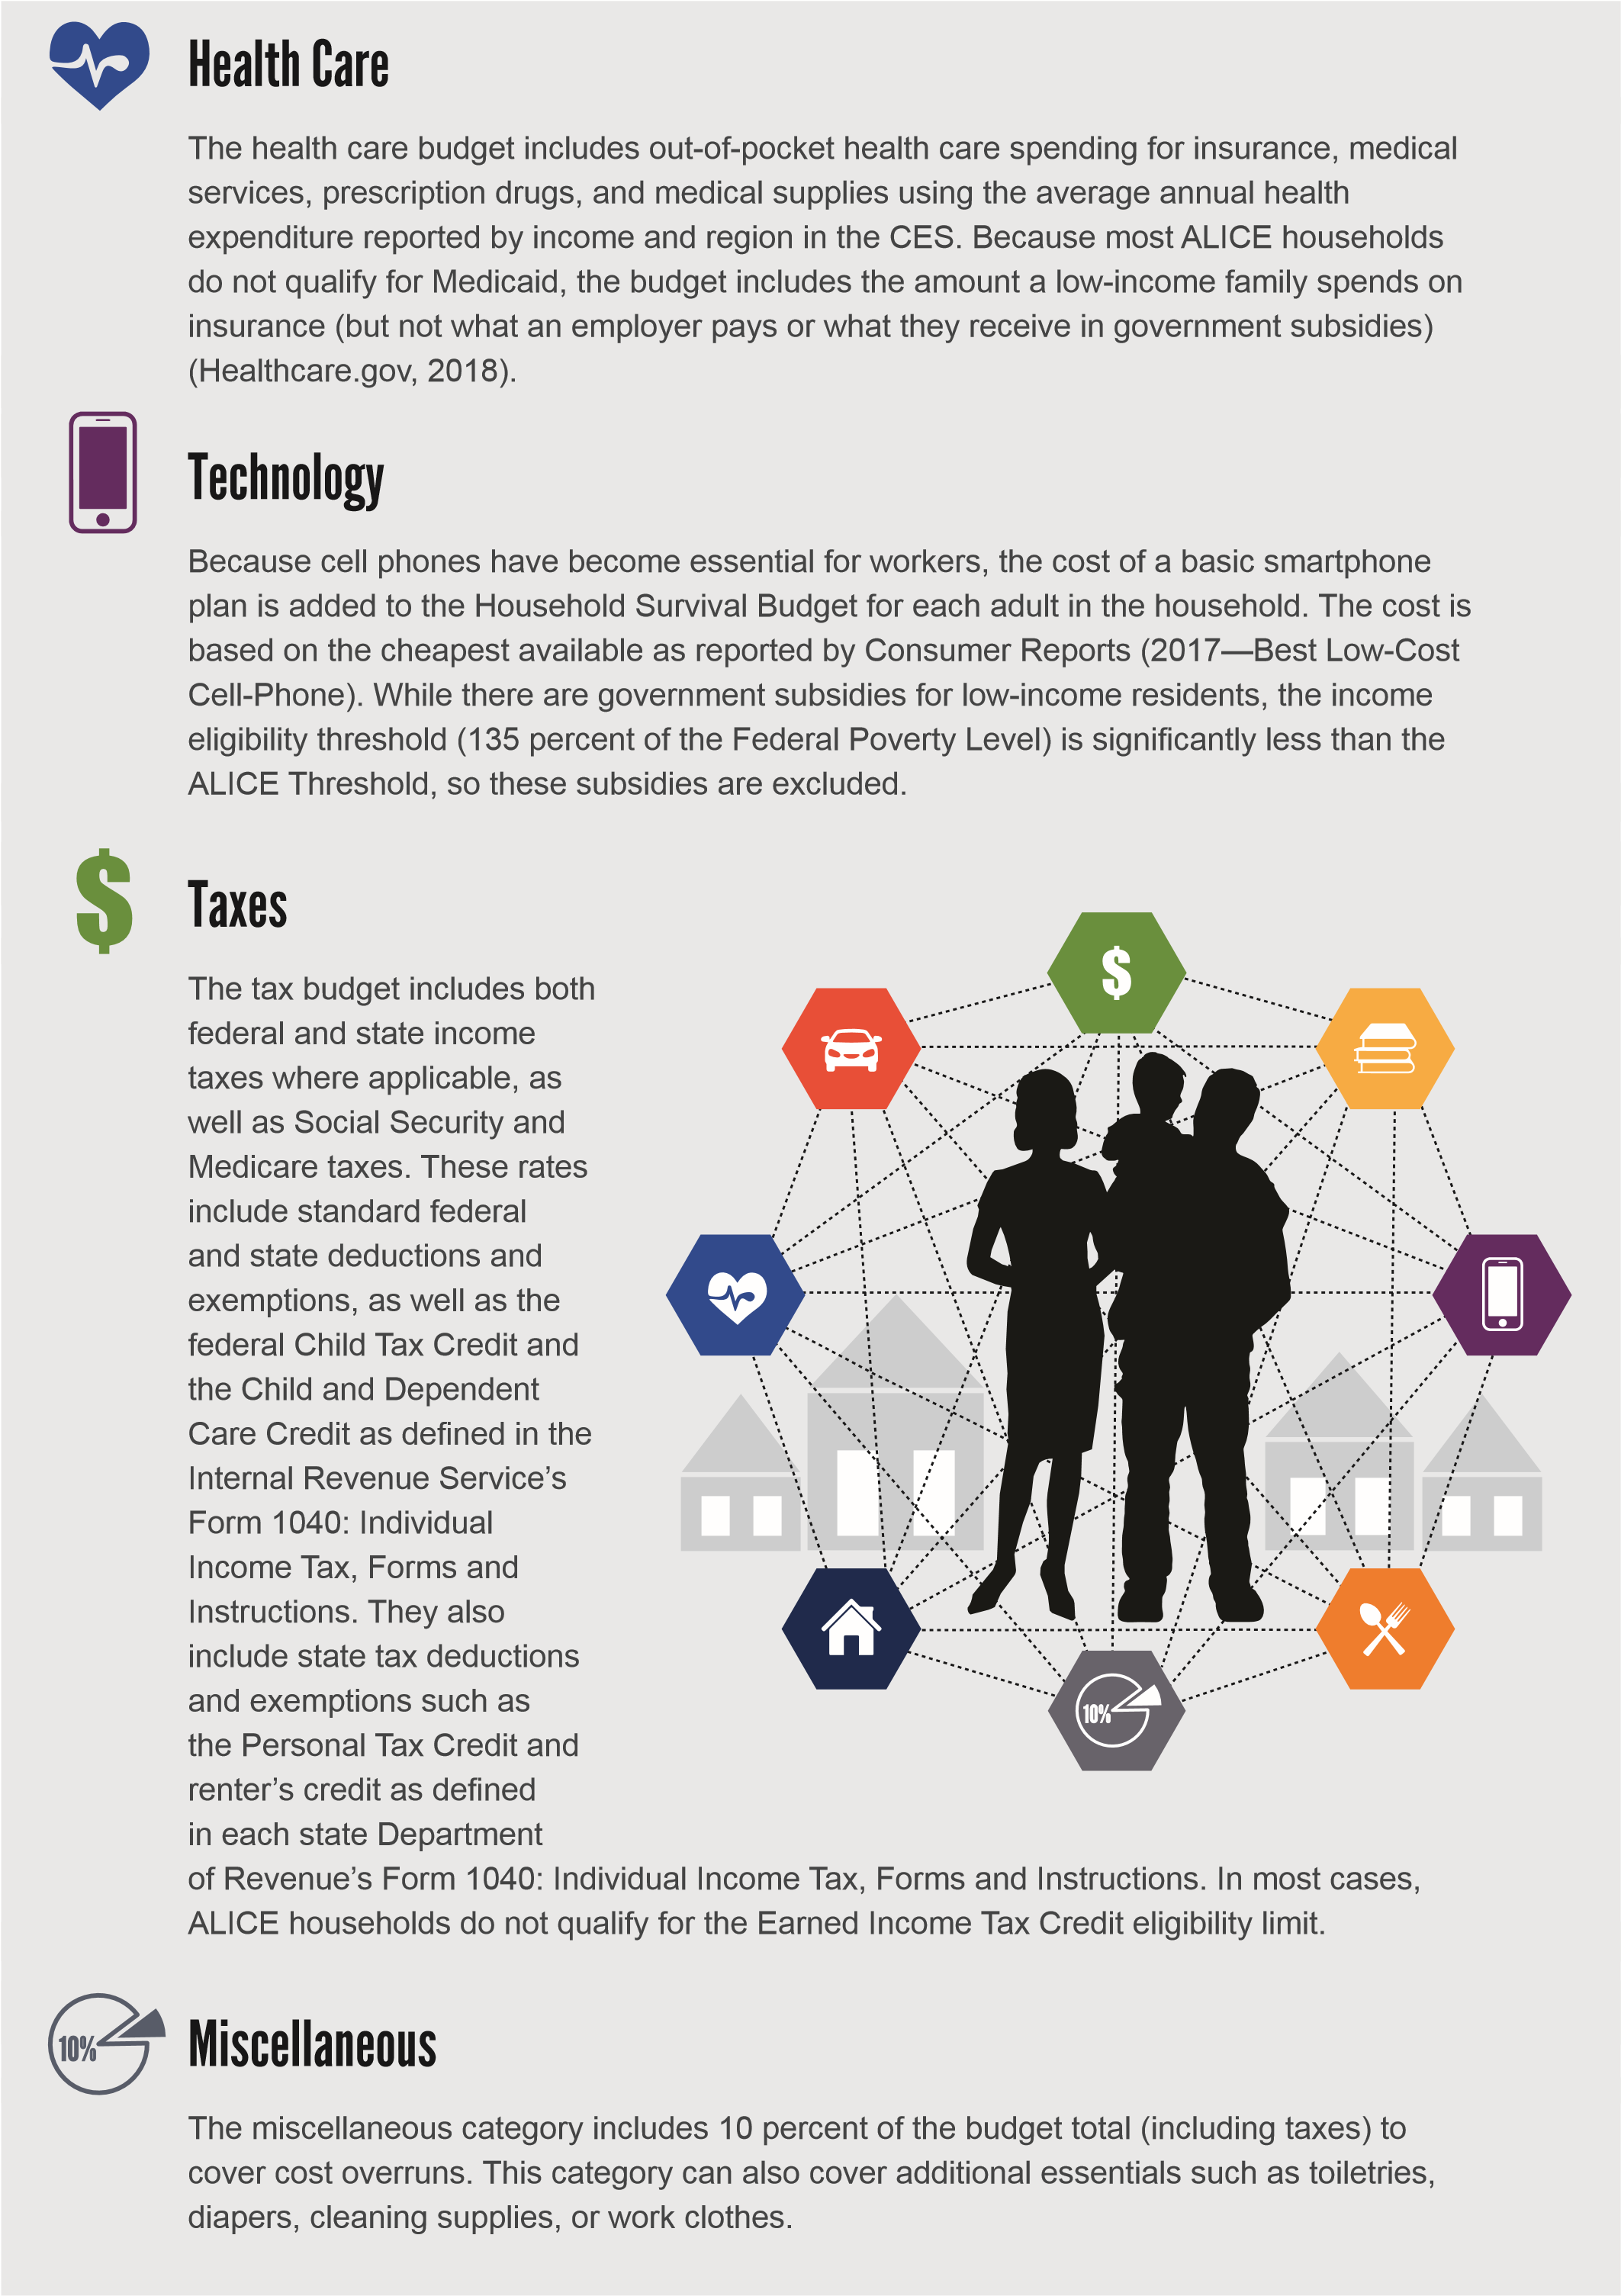 Health Care
The health care budget includes out-of-pocket health care spending for insurance, medical
services, prescription drugs, and medical supplies using the average annual health
expenditure reported by income and region in the CES. Because most ALICE households
do not qualify for Medicaid, the budget includes the amount a low-income family spends on
insurance (but not what an employer pays or what they receive in government subsidies)
(Healthcare.gov, 2018).
Technology
Because cell phones have become essential for workers, the cost of a basic smartphone
plan is added to the Household Survival Budget for each adult in the household. The cost is
based on the cheapest available as reported by Consumer Reports (2017—Best Low-Cost
Cell-Phone). While there are government subsidies for low-income residents, the income
eligibility threshold (135 percent of the Federal Poverty Level) is significantly less than the
ALICE Threshold, so these subsidies are excluded.
$
Taxes
The tax budget includes both
federal and state income
taxes where applicable, as
well as Social Security and
Medicare taxes. These rates
include standard federal
and state deductions and
exemptions, as well as the
federal Child Tax Credit and
the Child and Dependent
Care Credit as defined in the
Internal Revenue Service’s
Form 1040: Individual
Income Tax, Forms and
Instructions. They also
include state tax deductions
and exemptions such as
the Personal Tax Credit and
renter’s credit as defined
in each state Department
of Revenue’s Form 1040: Individual Income Tax, Forms and Instructions. In most cases,
ALICE households do not qualify for the Earned Income Tax Credit eligibility limit.
$
10%
10%
Miscellaneous
The miscellaneous category includes 10 percent of the budget total (including taxes) to
cover cost overruns. This category can also cover additional essentials such as toiletries,
diapers, cleaning supplies, or work clothes.